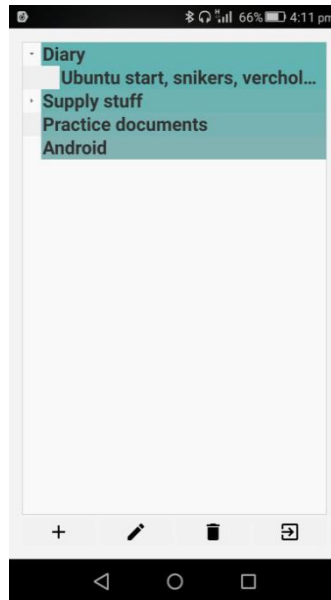 66% 4:11 pm
Diary
Ubuntu start, snikers, verchol...
Supply stuff
Practice documents
Android